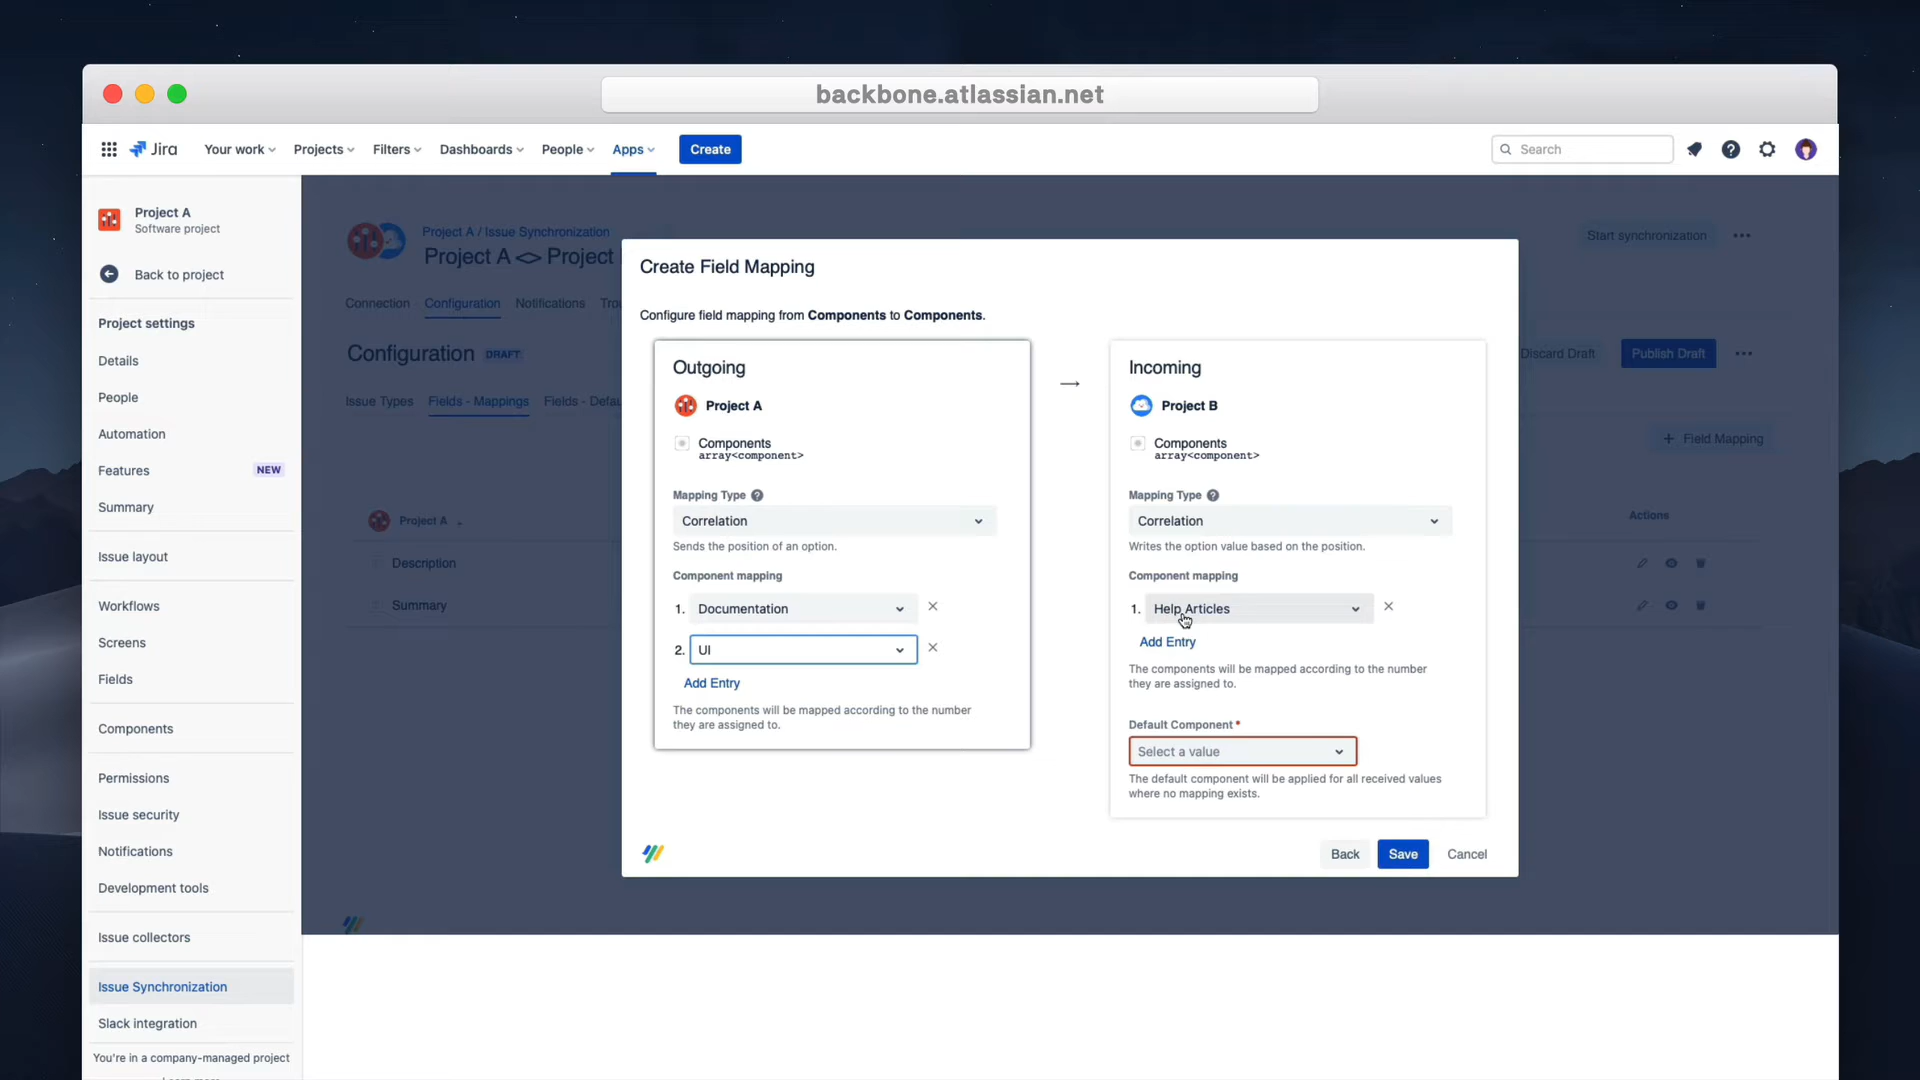 backbone.atlassian.net
Jira
Your work
Projects
Filters
Dashboards
People
Apps
Create
Search
Project A
Software project
Back to project
Project settings
Details
People
Automation
Features
NEW
Summary
Issue layout
Workflows
Screens
Fields
Components
Permissions
Issue security
Notifications
Development tools
Issue collectors
Issue Synchronization
Slack integration
You're in a company-managed project
Project A / Issue Synchronization
Project A <> Project
Start synchronization
Connection
Configuration
Notifications
Configuration
DRAFT
Discard Draft
Publish Draft
Issue Types
Fields - Mappings
Fields -
+ Field Mapping
Project A
Actions
Description
Summary
Create Field Mapping
Configure field mapping from Components to Components.
Outgoing
Project A
Components
array<component>
Mapping Type ?
Correlation
Sends the position of an option.
Component mapping
1. Documentation
2. UI
Add Entry
The components will be mapped according to the number
they are assigned to.
→
Incoming
Project B
Components
array<component>
Mapping Type ?
Correlation
Writes the option value based on the position.
Component mapping
1. Help Articles
Add Entry
The components will be mapped according to the number
they are assigned to.
Default Component *
Select a value
The default component will be applied for all received values
where no mapping exists.
Back
Save
Cancel